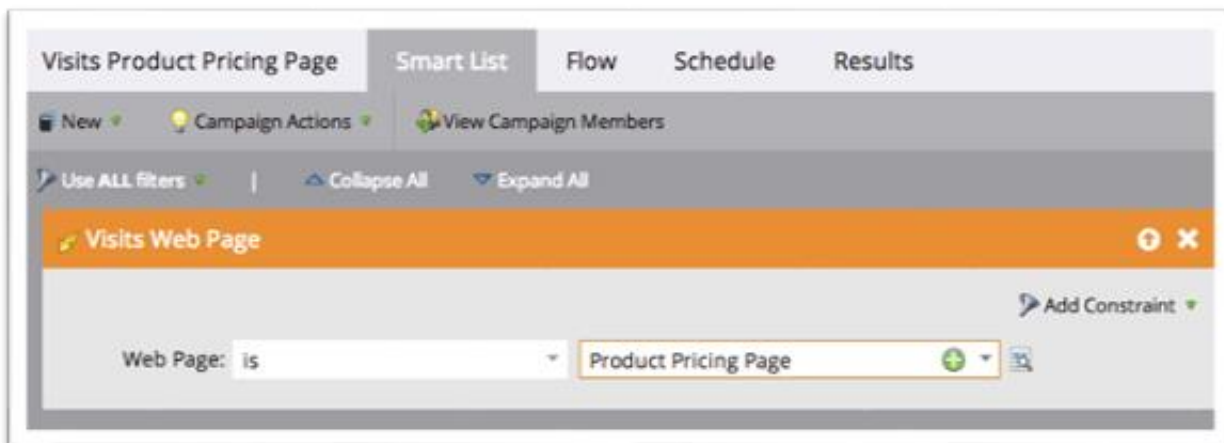 Visits Product Pricing Page Smart List Flow Schedule Results
New Campaign Actions View Campaign Members
Use ALL filters | Collapse All Expand All
Visits Web Page
Add Constraint
Web Page: is Product Pricing Page